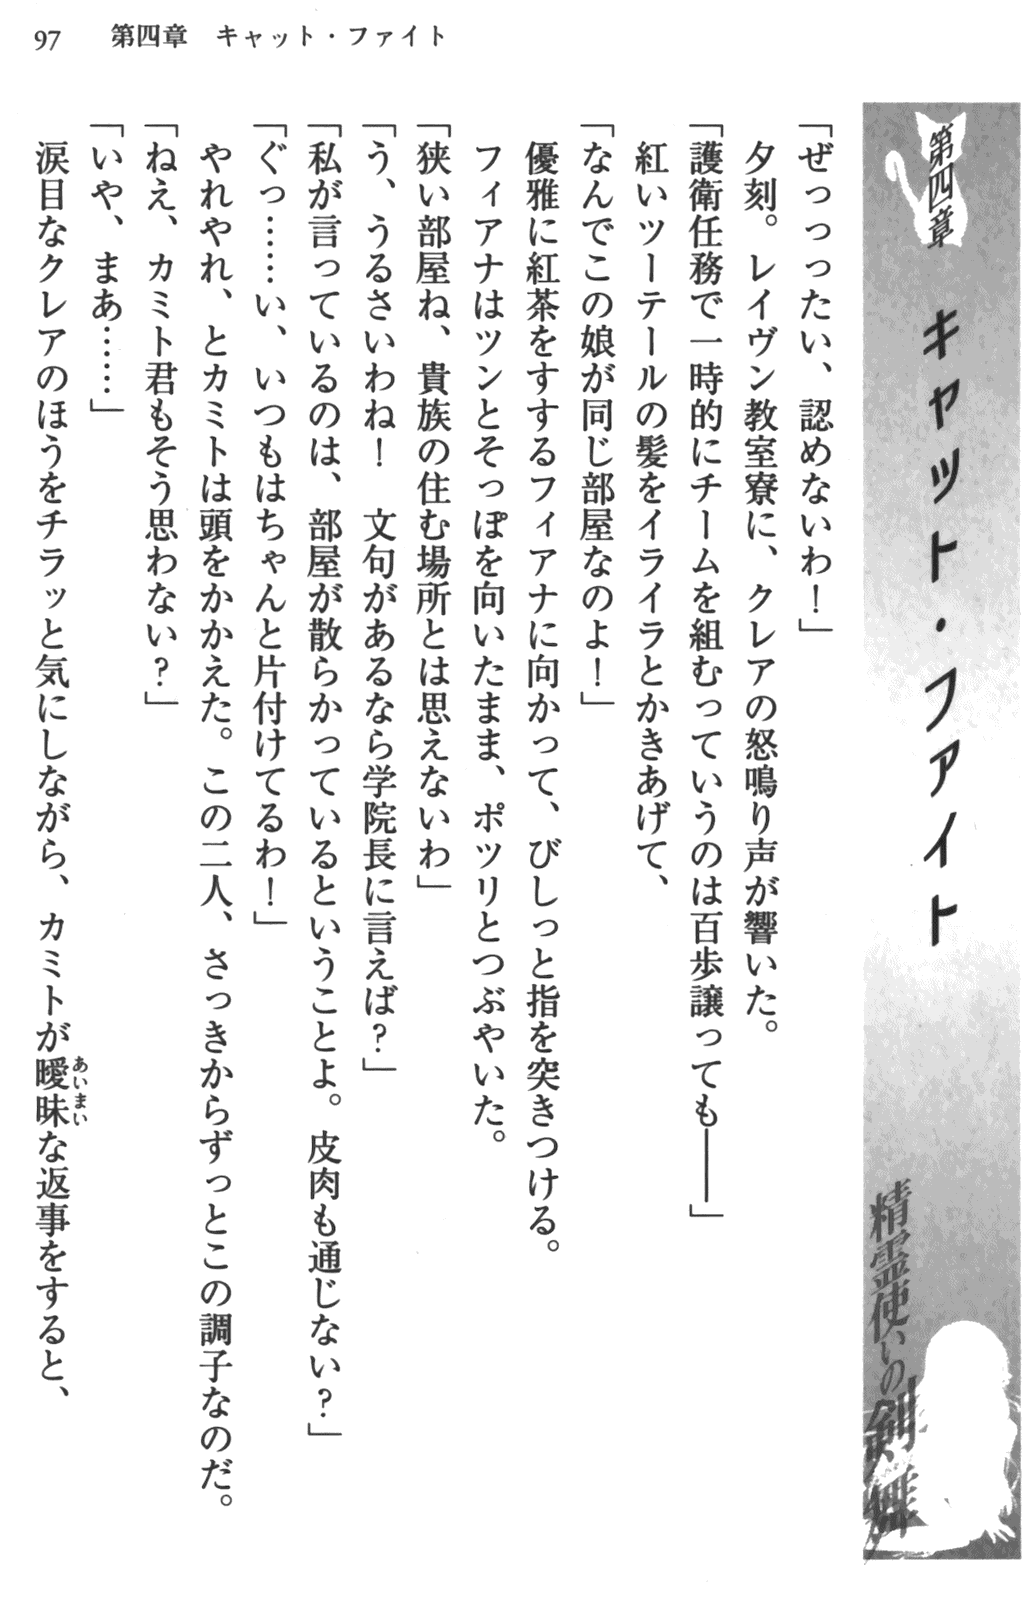 97　第四章　キャット・ファイト
第四章　キャット・ファイト
精霊使いの剣舞
「ぜっっったい、認めないわ！」
夕刻。レイヴン教室寮に、クレアの怒鳴り声が響いた。
「護衛任務で一時的にチームを組むっていうのは百歩譲っても――」
紅いツーテールの髪をイライラとかきあげて、
「なんでこの娘が同じ部屋なのよ！」
優雅に紅茶をすするフィアナに向かって、びしっと指を突きつける。
フィアナはツンとそっぽを向いたまま、ポツリとつぶやいた。
「狭い部屋ね、貴族の住む場所とは思えないわ」
「う、うるさいわね！　文句があるなら学院長に言えば？」
「私が言っているのは、部屋が散らかっているということよ。皮肉も通じない？」
「ぐっ……い、いつもはちゃんと片付けてるわ！」
やれやれ、とカミトは頭をかかえた。この二人、さっきからずっとこの調子なのだ。
「ねえ、カミト君もそう思わない？」
「いや、まあ……」
涙目なクレアのほうをチラッと気にしながら、カミトが曖昧な返事をすると、
あいまい